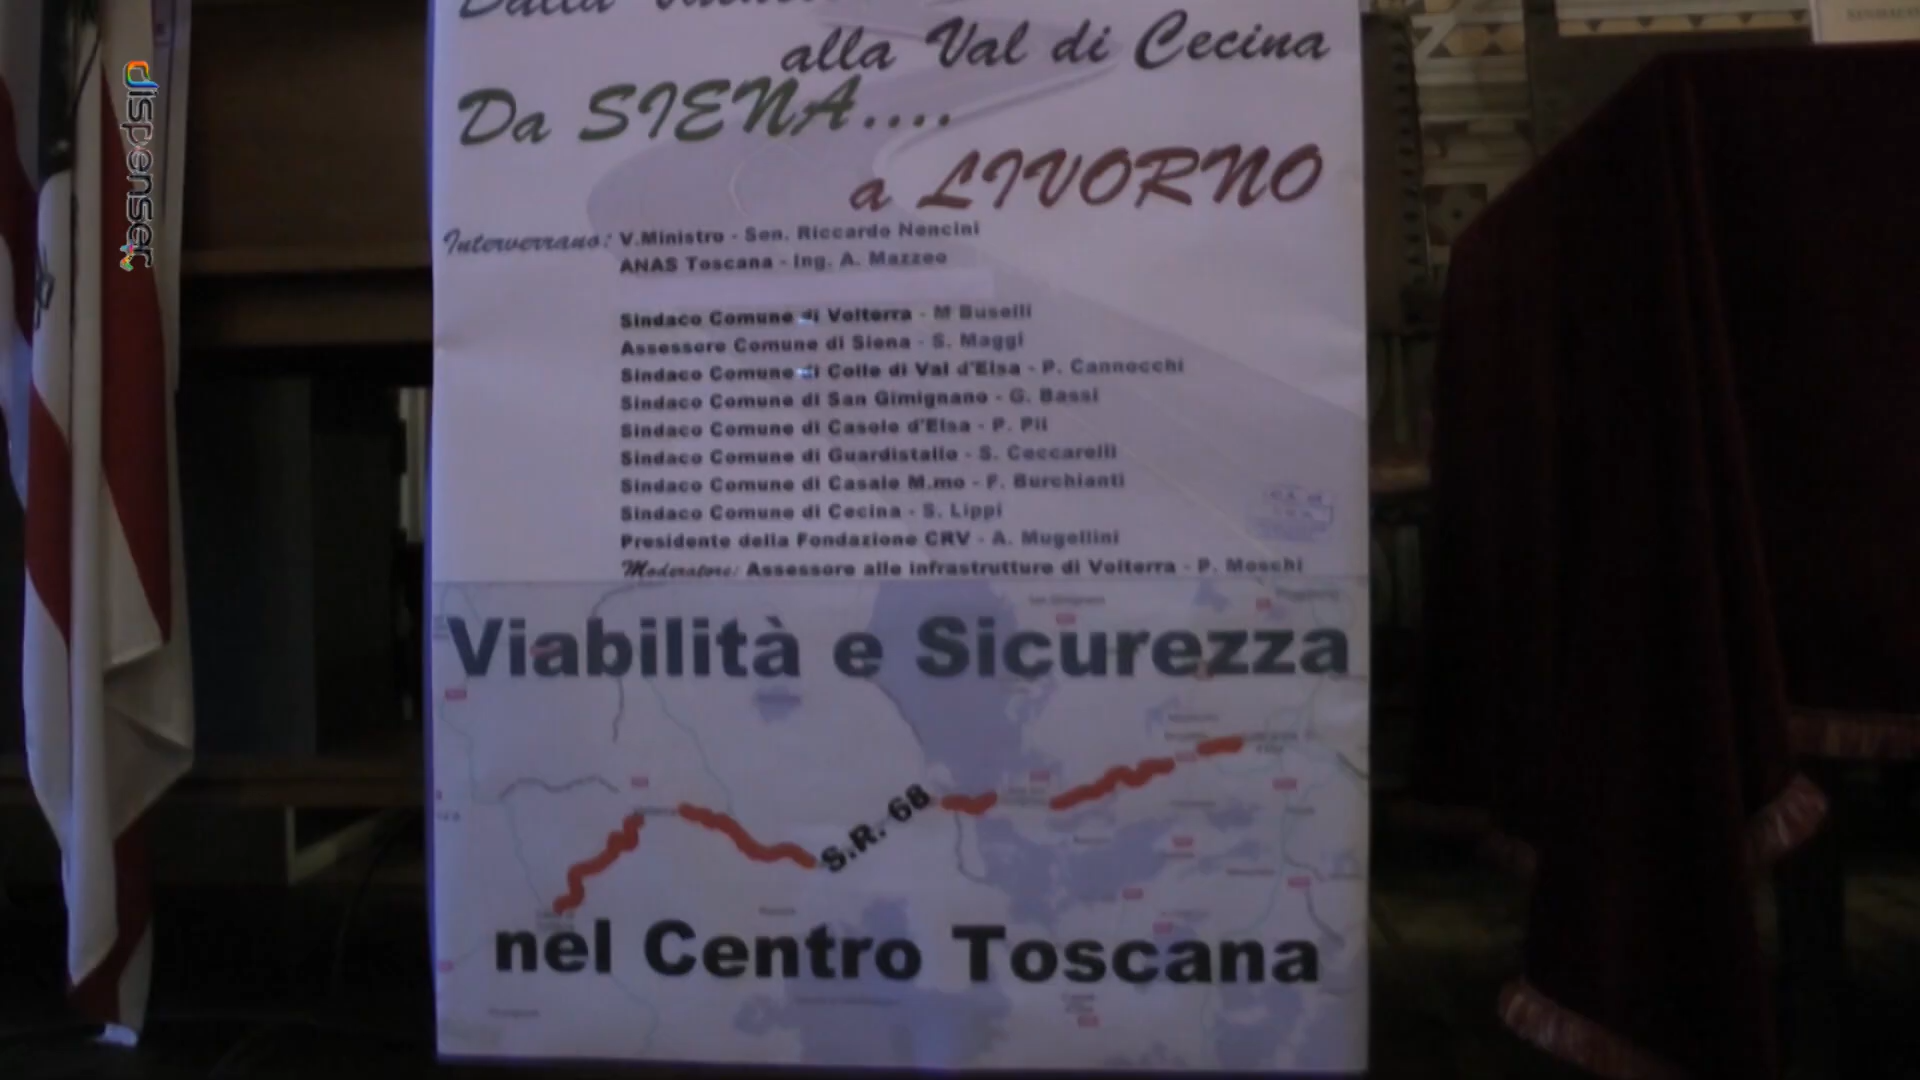 dispenser
Dalla
alla Val di Cecina
Da SIENA....
a LIVORNO
Interverranno: V.Ministro - Sen. Riccardo Nencini
ANAS Toscana - Ing. A. Mazzeo
Sindaco Comune di Volterra - M Buselli
Assessore Comune di Siena - S. Maggi
Sindaco Comune di Colle di Val d'Elsa - P. Cannocchi
Sindaco Comune di San Gimignano - G. Bassi
Sindaco Comune di Casole d'Elsa - P. Pii
Sindaco Comune di Guardistallo - S. Ceccarelli
Sindaco Comune di Casale M.mo - F. Burchianti
Sindaco Comune di Cecina - S. Lippi
Presidente della Fondazione CRV - A. Mugellini
Moderatore: Assessore alle infrastrutture di Volterra - P. Moschi
Viabilità e Sicurezza
S.R. 68
nel Centro Toscana